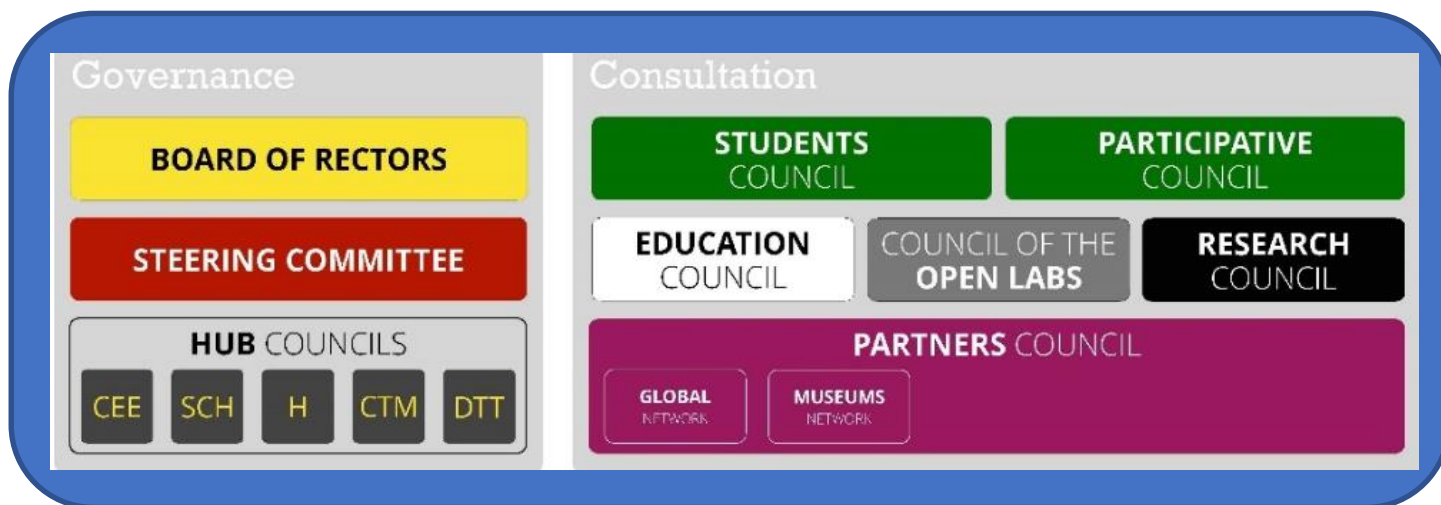 Governance
BOARD OF RECTORS
STEERING COMMITTEE
HUB COUNCILS
CEE SCH H CTM DTT
Consultation
STUDENTS
COUNCIL
PARTICIPATIVE
COUNCIL
EDUCATION
COUNCIL
COUNCIL OF THE
OPEN LABS
RESEARCH
COUNCIL
PARTNERS COUNCIL
GLOBAL
NETWORK
MUSEUMS
NETWORK